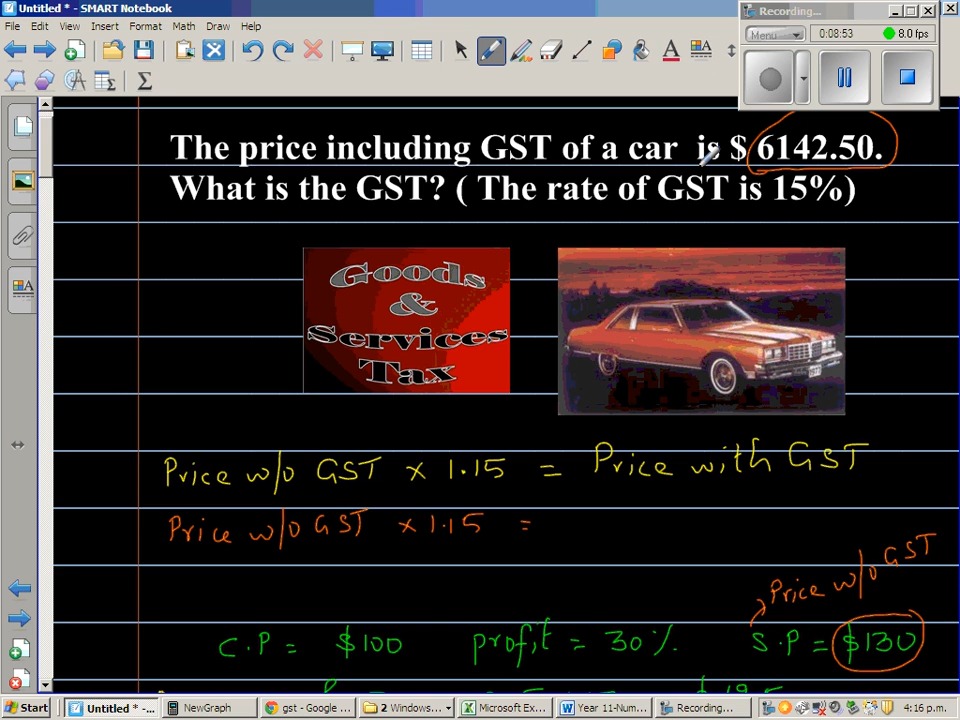 Untitled * - SMART Notebook
Recording...
File Edit View Insert Format Math Draw Help
Menu 0:08:53 8.0 fps
The price including GST of a car is $ 6142.50.
What is the GST? ( The rate of GST is 15%)
Goods
&
Services
Tax
Price w/o GST × 1.15 = Price with GST
Price w/o GST × 1.15 =
Price w/o GST
C.P = $100 profit = 30 %. S.P = $130
Start Untitled * -... NewGraph gst - Google ... 2 Windows... Microsoft Ex... Year 11-Num... Recording... 4:16 p.m.